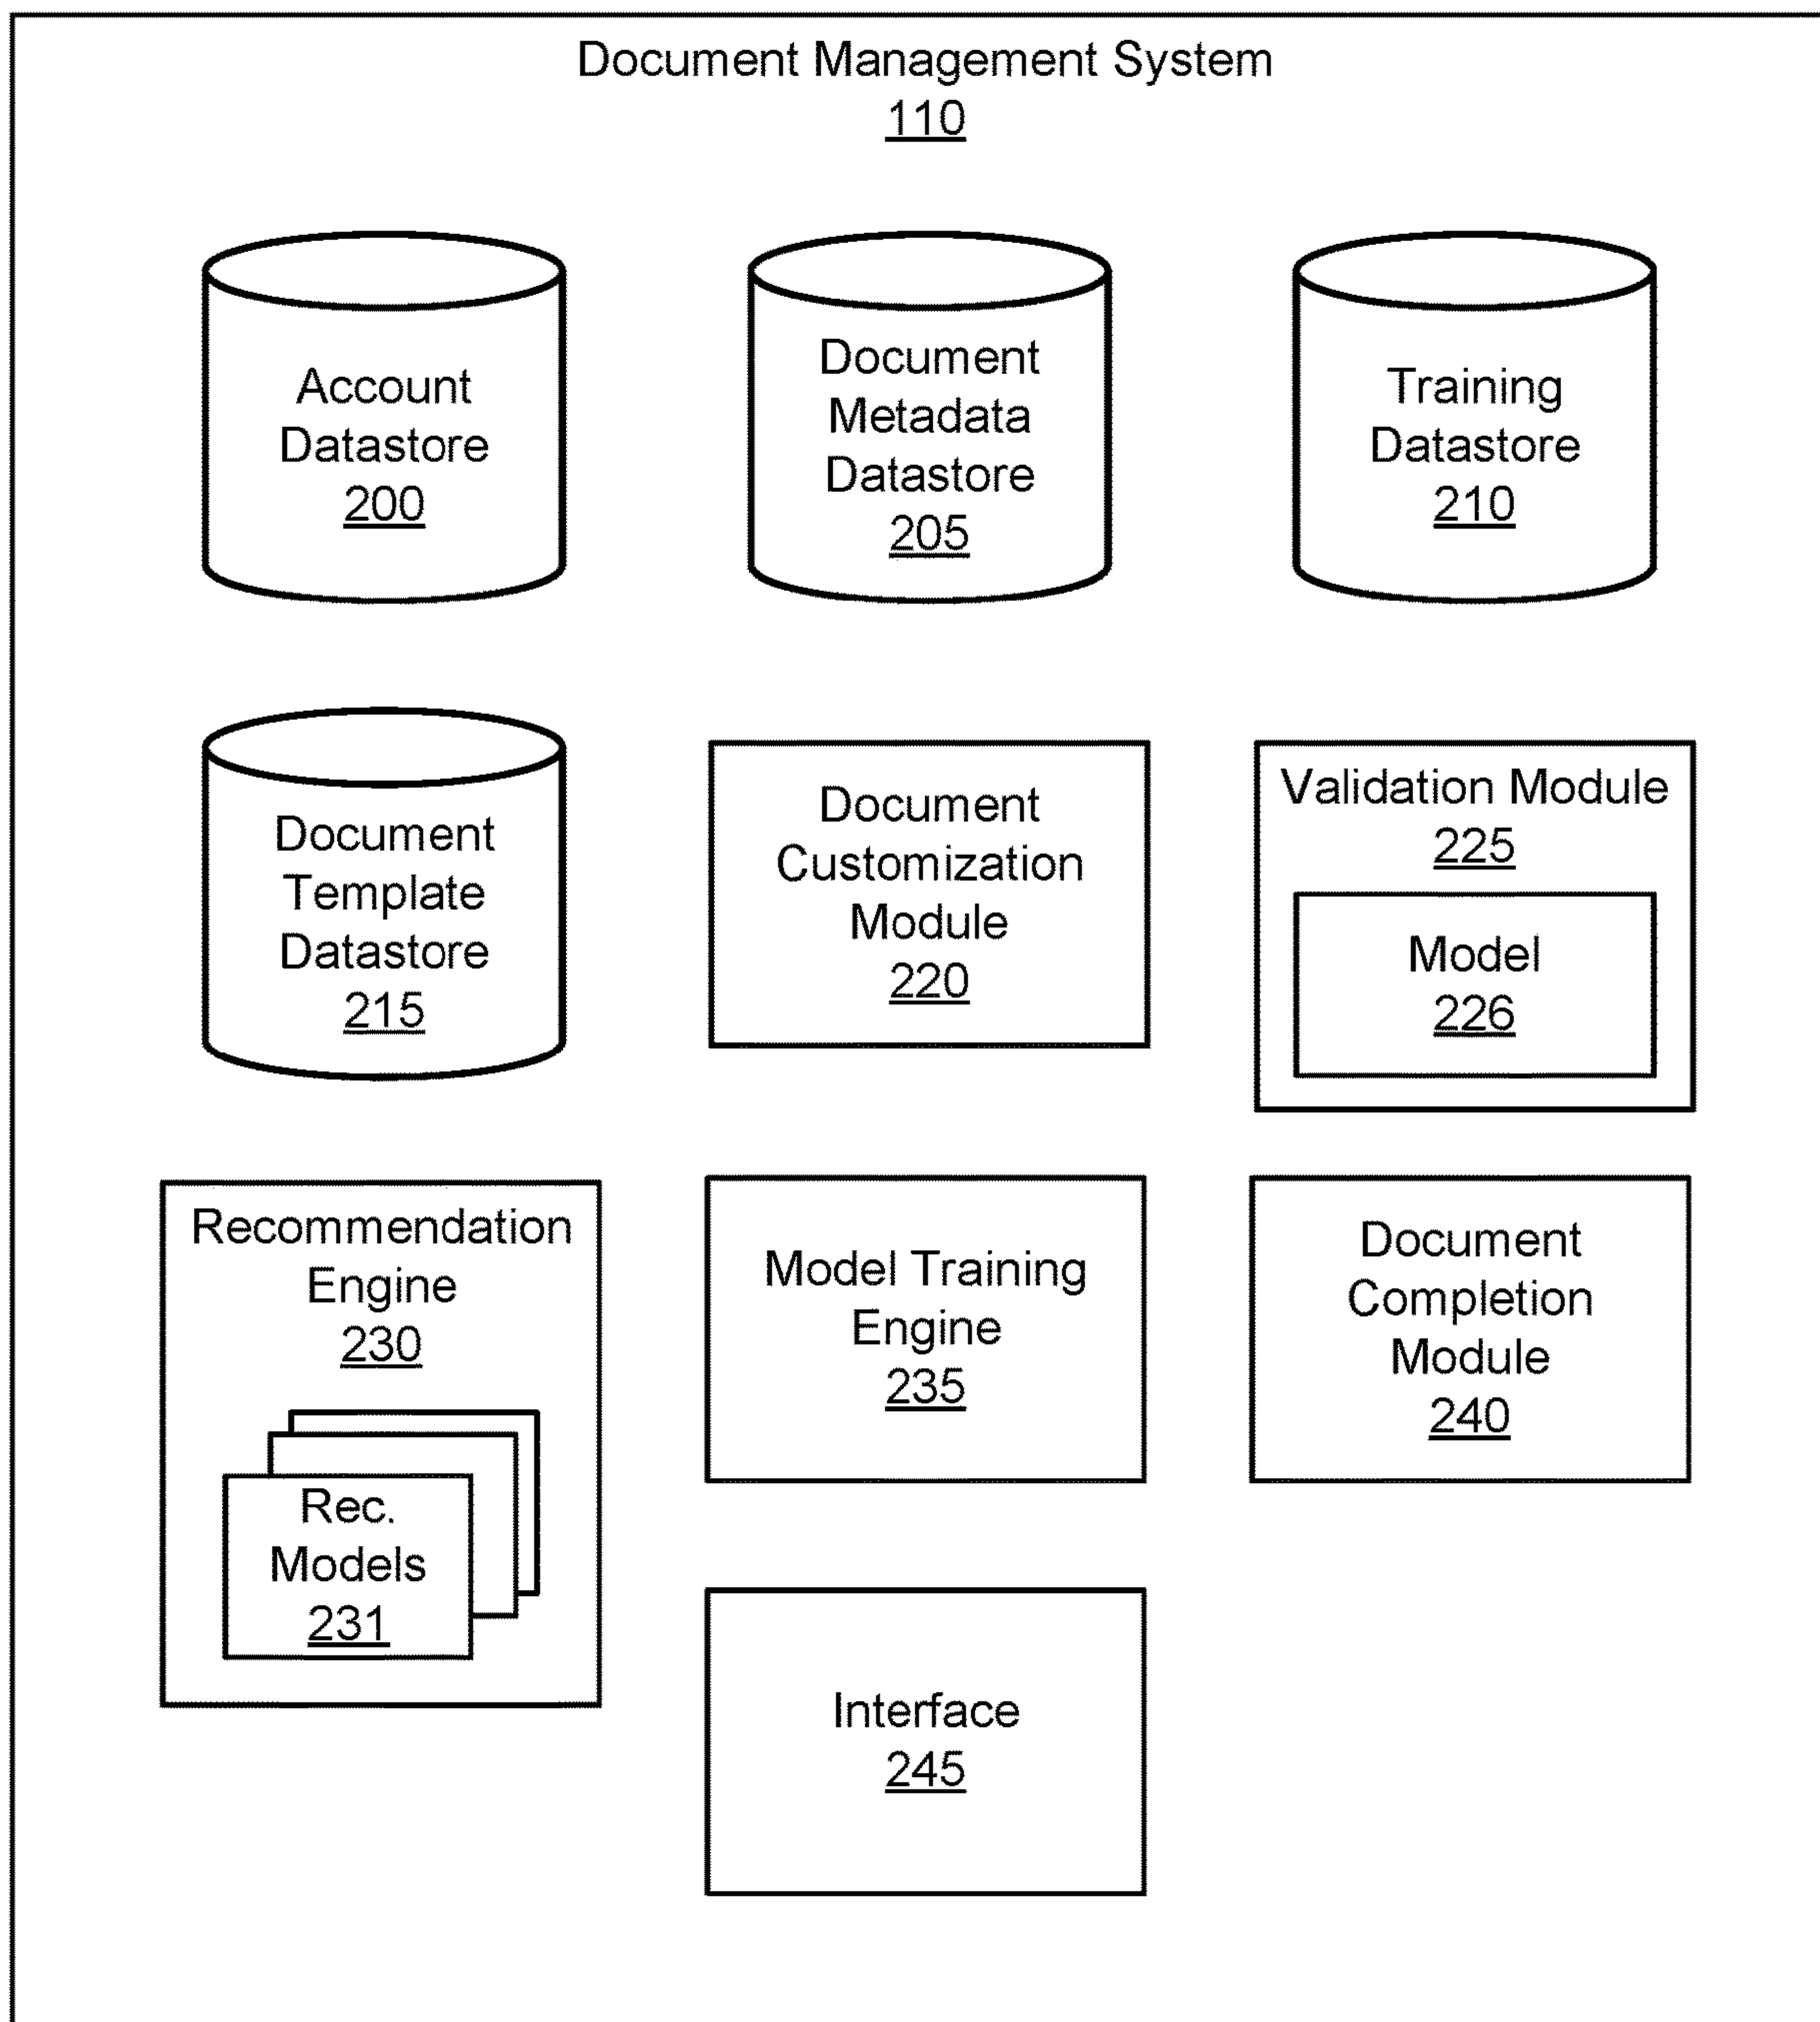 Document Management System
110
Account
Datastore
200
Document
Metadata
Datastore
205
Training
Datastore
210
Document
Template
Datastore
215
Document
Customization
Module
220
Validation Module
225
Model
226
Recommendation
Engine
230
Rec.
Models
231
Model Training
Engine
235
Document
Completion
Module
240
Interface
245